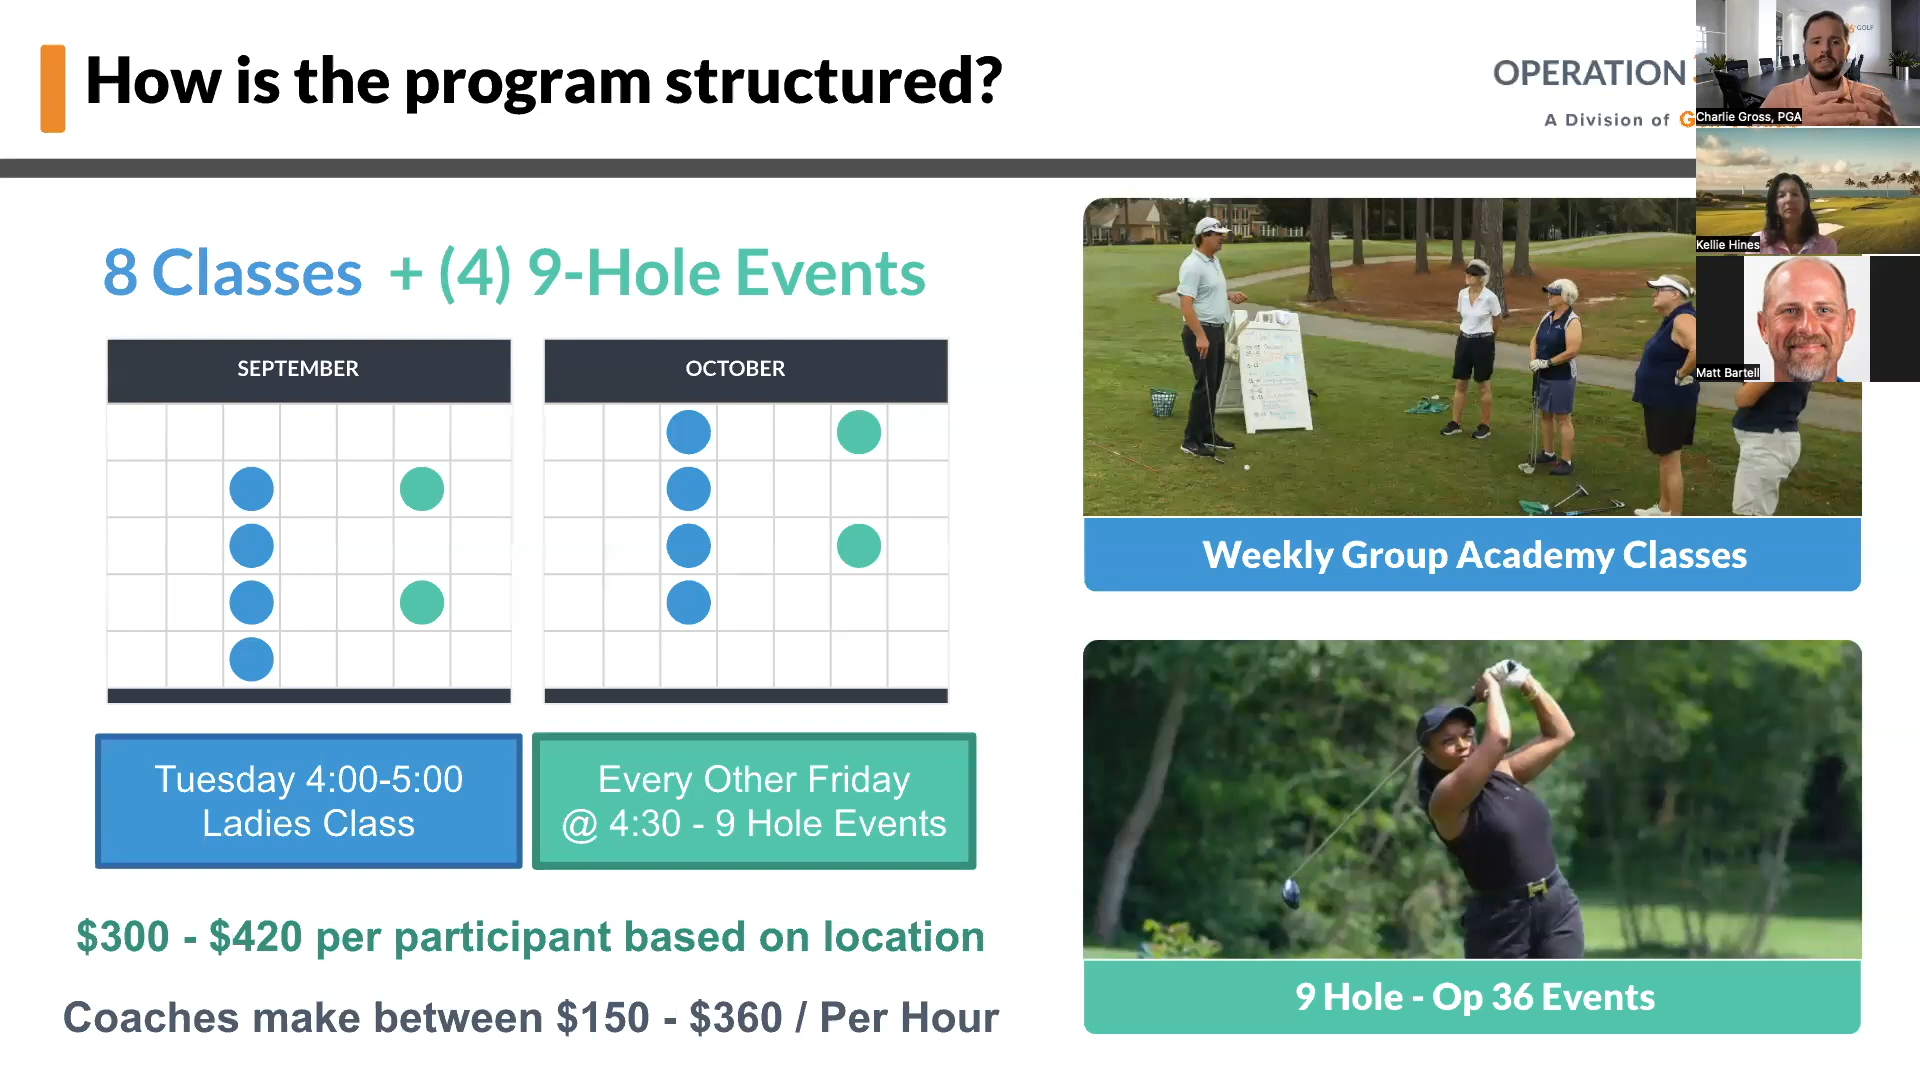 How is the program structured?
OPERATION
A Division of G
GOLF
Charlie Gross, PGA
Kellie Hines
Matt Bartell
8 Classes + (4) 9-Hole Events
SEPTEMBER
OCTOBER
Tuesday 4:00-5:00
Ladies Class
Every Other Friday
@ 4:30 - 9 Hole Events
$300 - $420 per participant based on location
Coaches make between $150 - $360 / Per Hour
Weekly Group Academy Classes
9 Hole - Op 36 Events